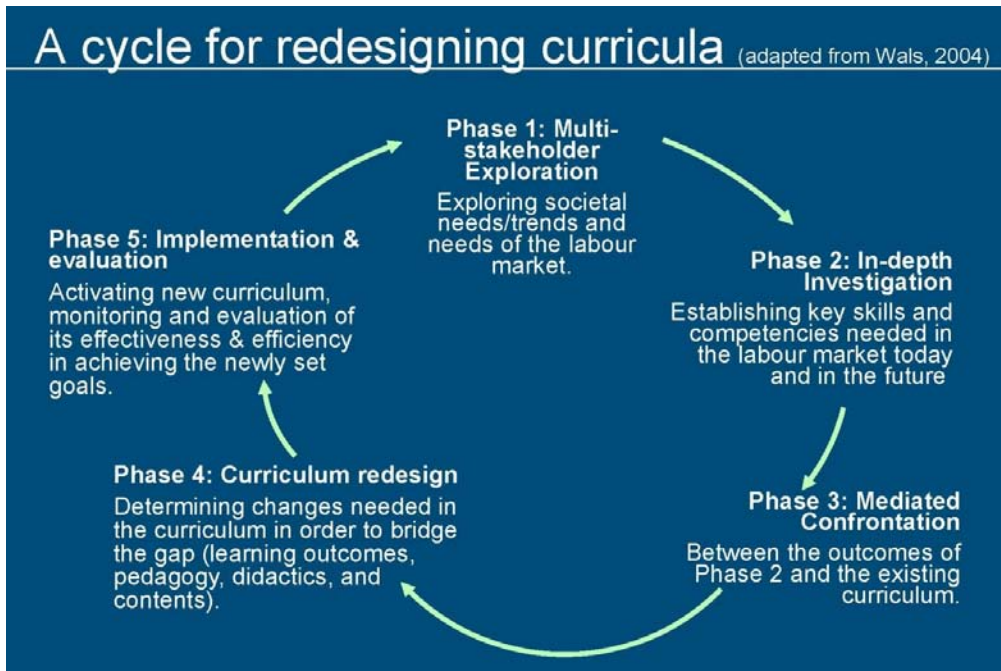 A cycle for redesigning curricula (adapted from Wals, 2004)
Phase 1: Multi-
stakeholder
Exploration
Exploring societal
needs/trends and
needs of the labour
market.
Phase 2: In-depth
Investigation
Establishing key skills and
competencies needed in
the labour market today
and in the future
Phase 3: Mediated
Confrontation
Between the outcomes of
Phase 2 and the existing
curriculum.
Phase 4: Curriculum redesign
Determining changes needed in
the curriculum in order to bridge
the gap (learning outcomes,
pedagogy, didactics, and
contents).
Phase 5: Implementation &
evaluation
Activating new curriculum,
monitoring and evaluation of
its effectiveness & efficiency
in achieving the newly set
goals.